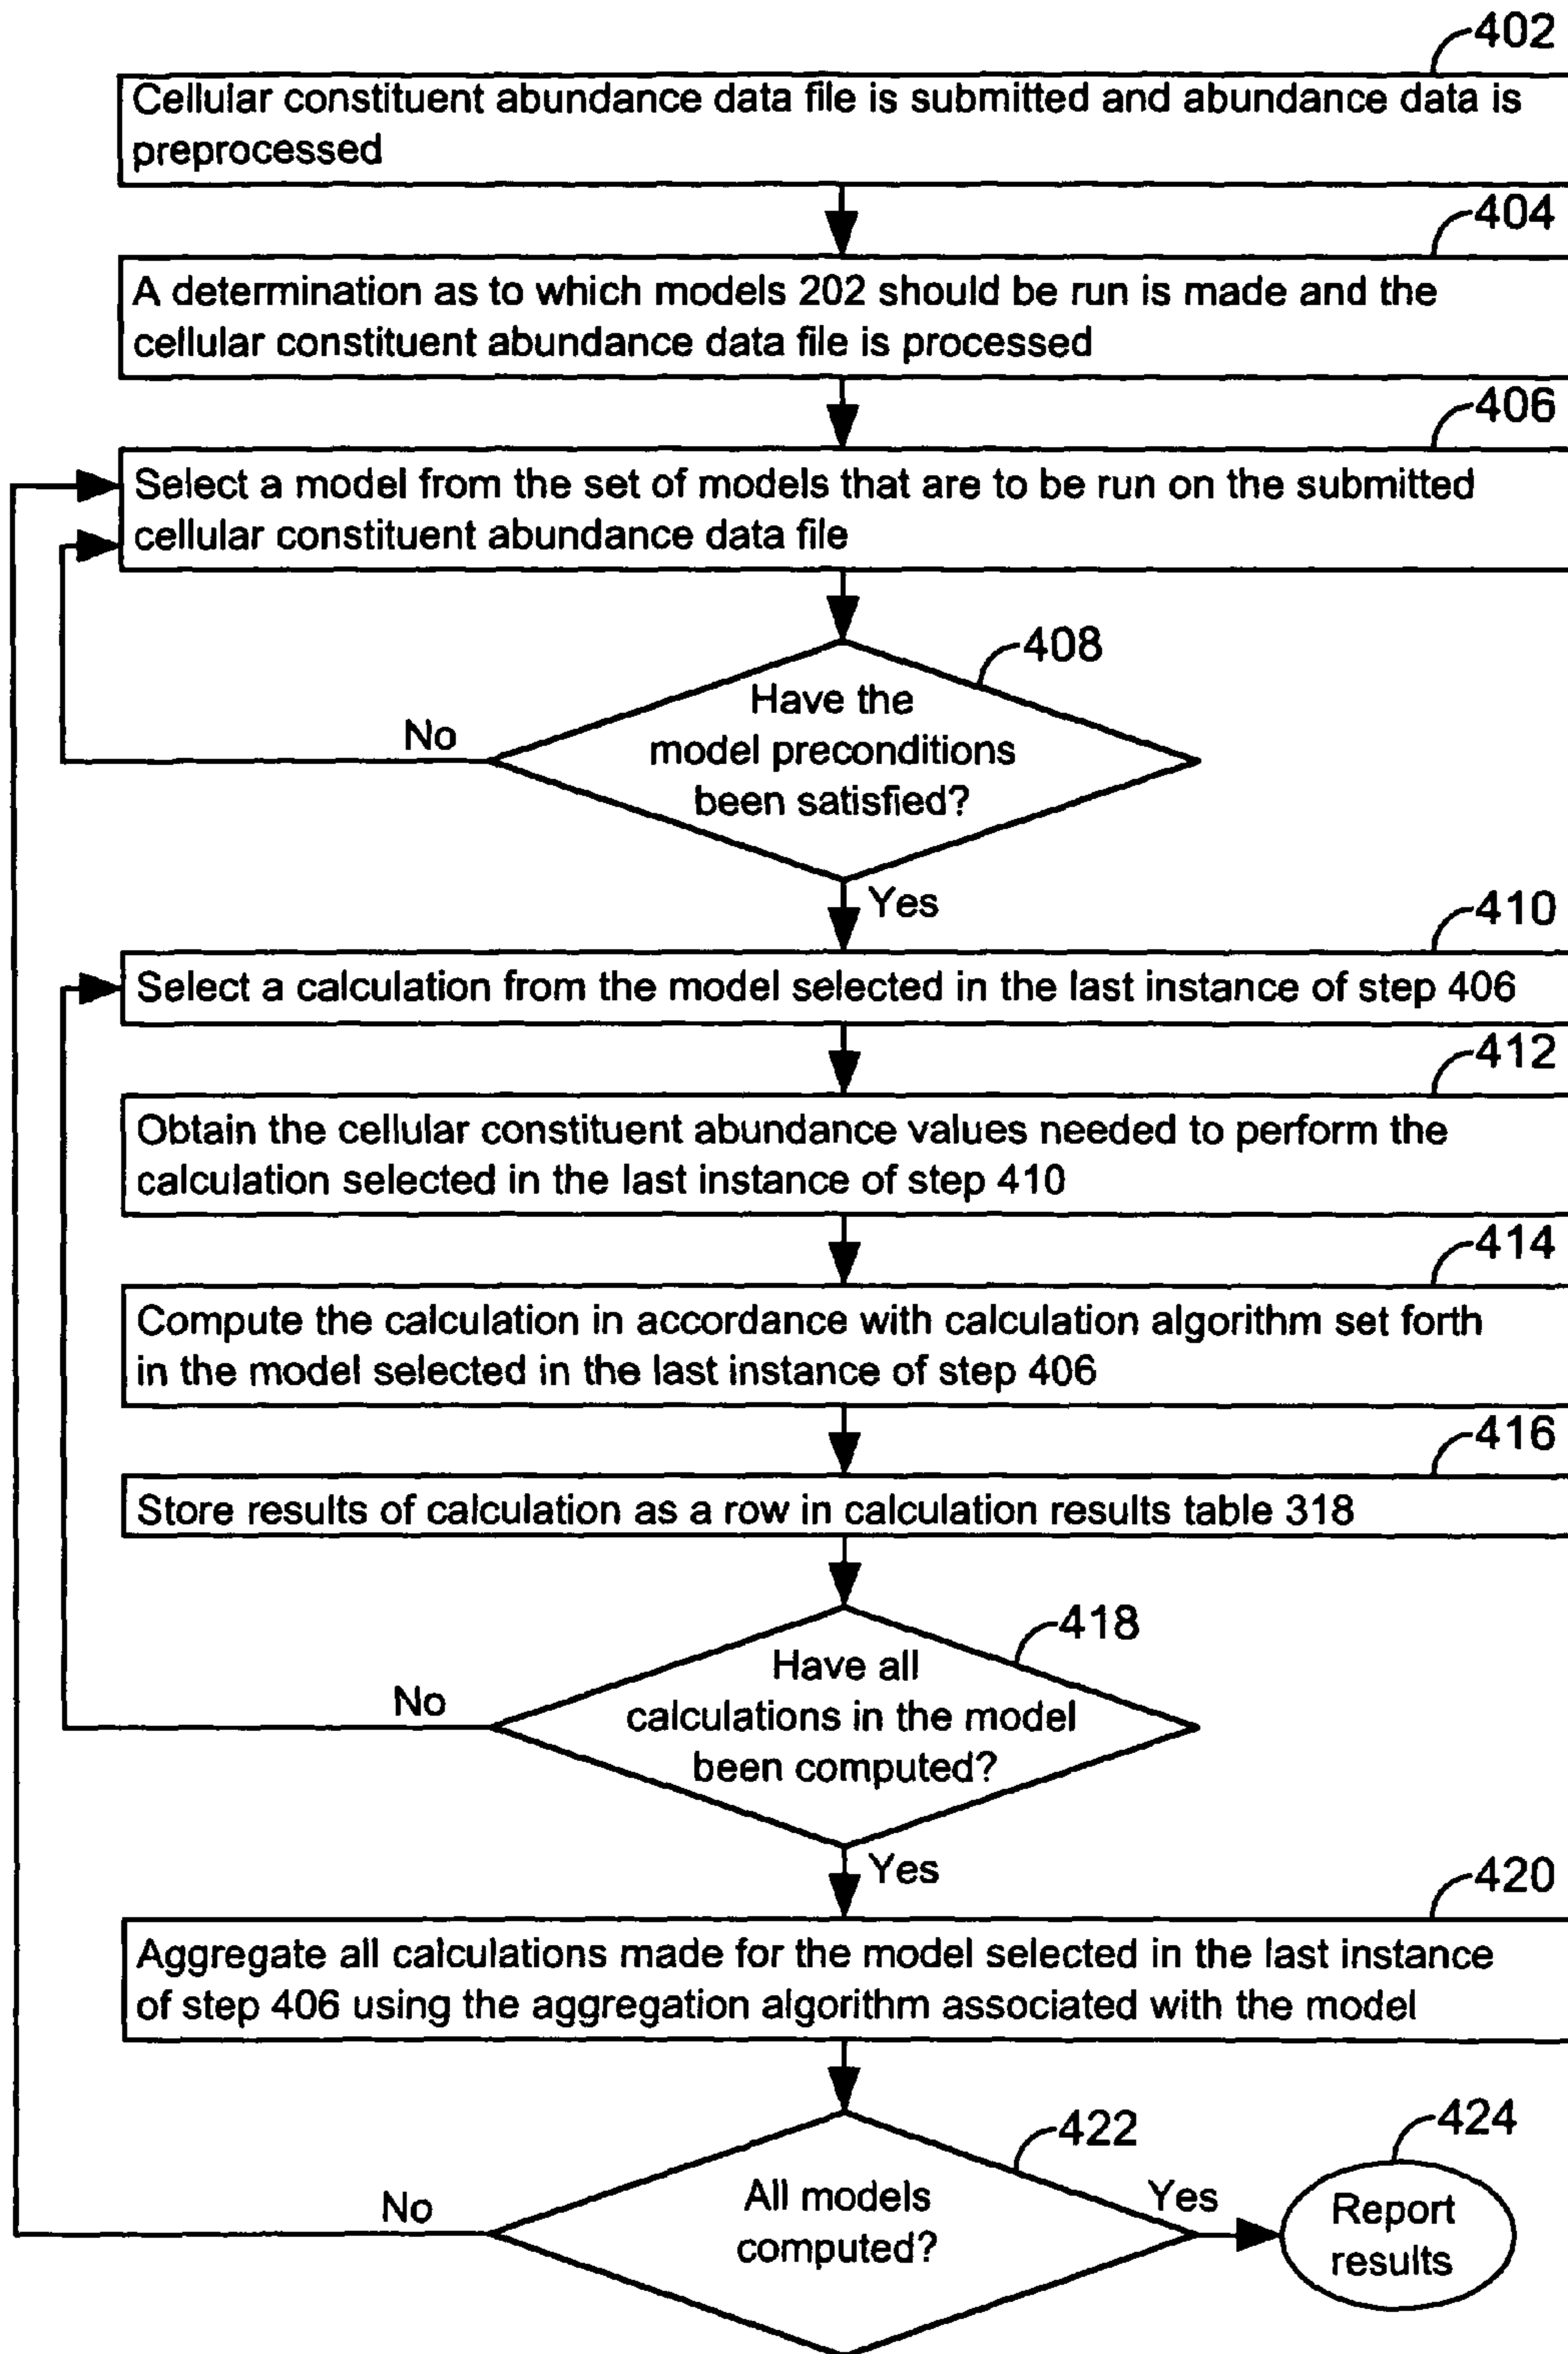 402
Cellular constituent abundance data file is submitted and abundance data is
preprocessed
404
A determination as to which models 202 should be run is made and the
cellular constituent abundance data file is processed
406
Select a model from the set of models that are to be run on the submitted
cellular constituent abundance data file
408
Have the
model preconditions
been satisfied?
No
Yes
410
Select a calculation from the model selected in the last instance of step 406
412
Obtain the cellular constituent abundance values needed to perform the
calculation selected in the last instance of step 410
414
Compute the calculation in accordance with calculation algorithm set forth
in the model selected in the last instance of step 406
416
Store results of calculation as a row in calculation results table 318
418
Have all
calculations in the model
been computed?
No
Yes
420
Aggregate all calculations made for the model selected in the last instance
of step 406 using the aggregation algorithm associated with the model
422
All models
computed?
No
Yes
424
Report
results